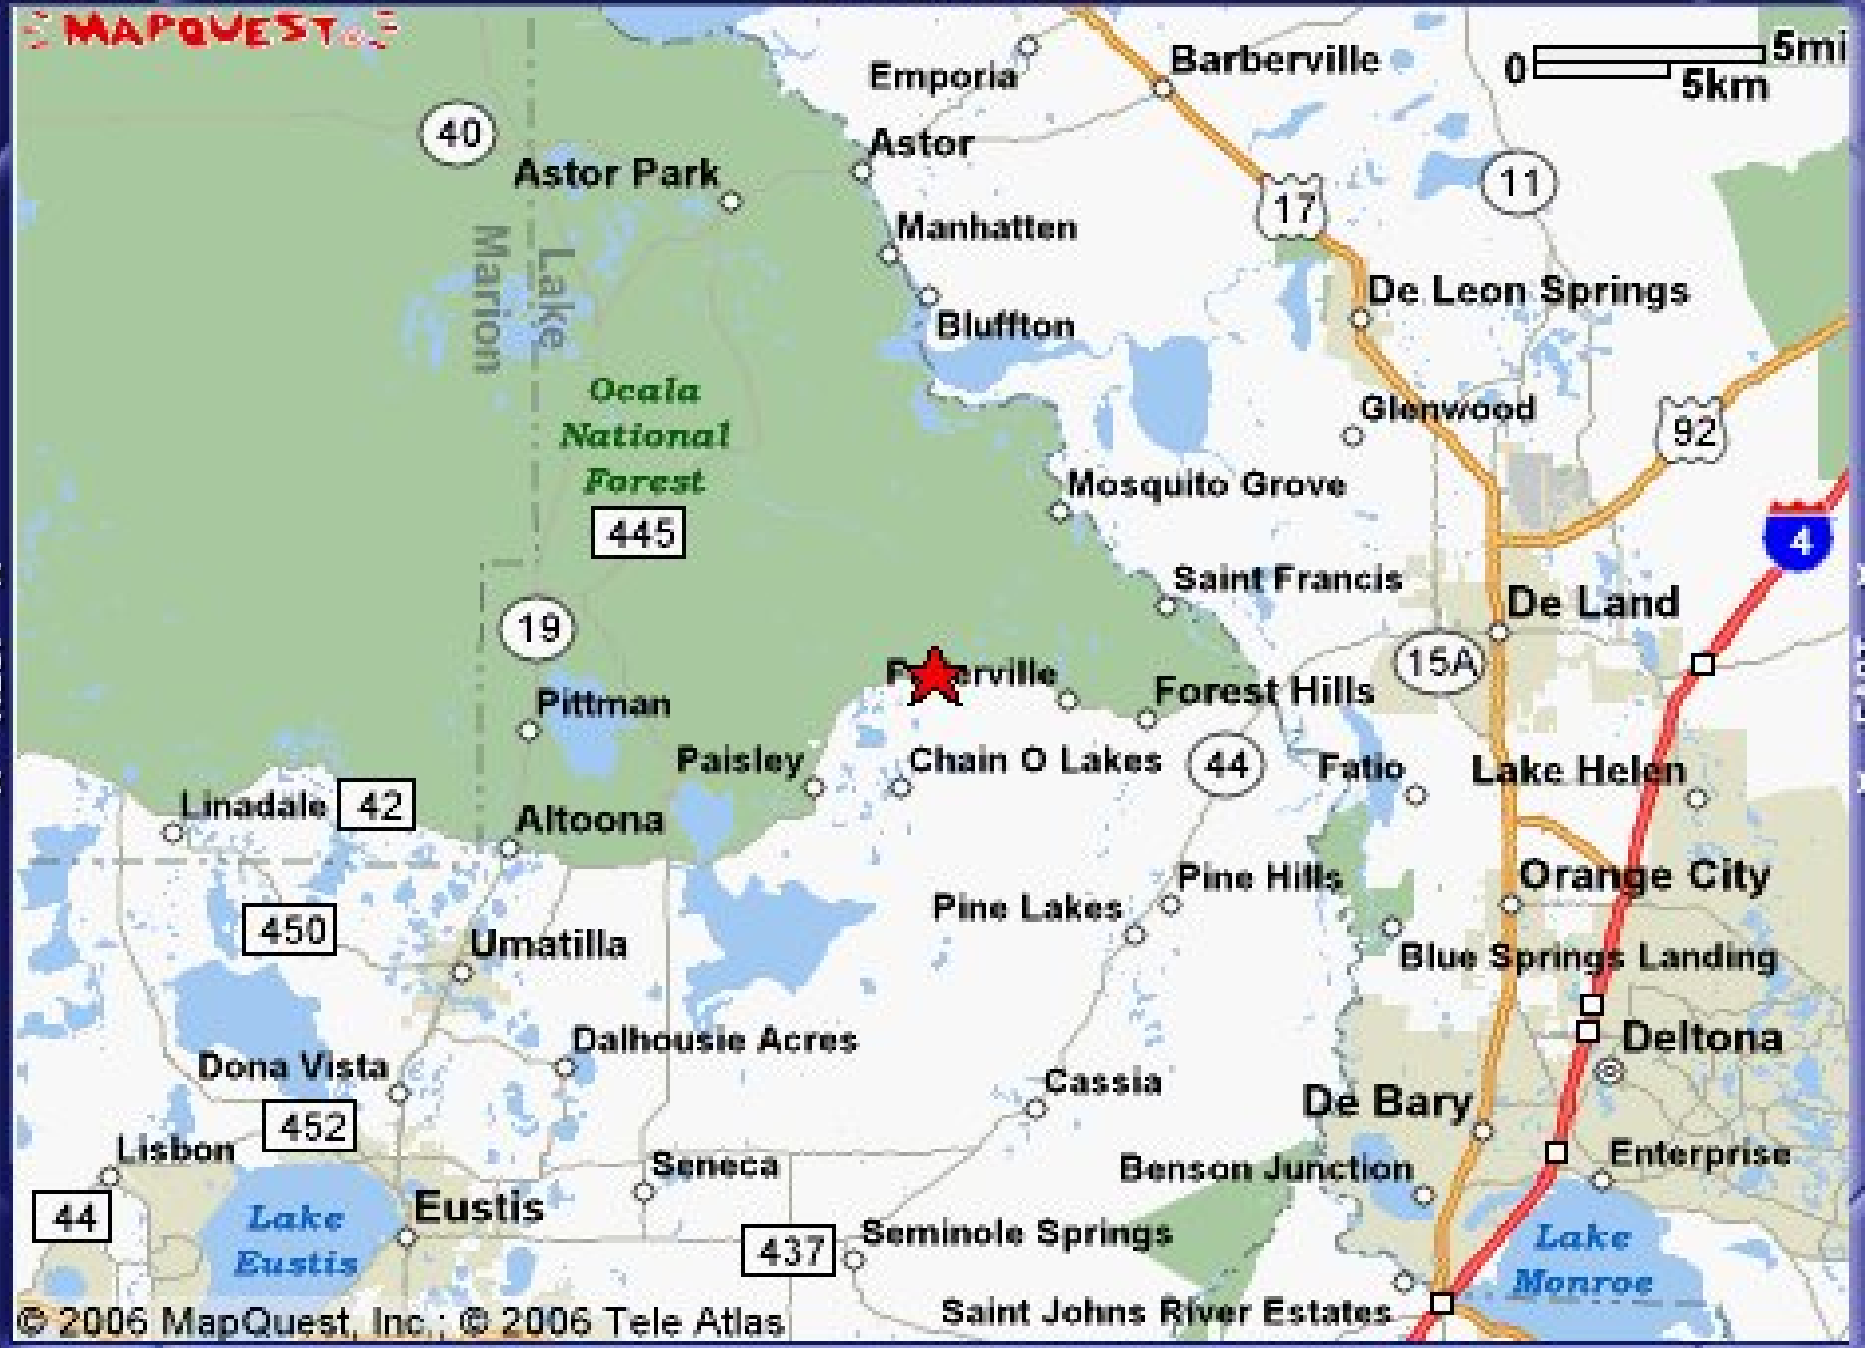 MAPQUEST
Emporia
Barberville
0
5mi
5km
40
Astor
Astor Park
11
17
Manhatten
Marion
Lake
De Leon Springs
Bluffton
Ocala
National
Forest
Glenwood
92
Mosquito Grove
445
4
Saint Francis
De Land
19
15A
Forest Hills
Pittman
Paisley
Chain O Lakes
44
Fatio
Lake Helen
Linadale
42
Altoona
Pine Hills
Orange City
Pine Lakes
450
Umatilla
Blue Springs Landing
Dalhousie Acres
Deltona
Dona Vista
Cassia
De Bary
452
Lisbon
Seneca
Benson Junction
Enterprise
44
Lake
Eustis
Eustis
437
Seminole Springs
Lake
Monroe
Saint Johns River Estates
© 2006 MapQuest, Inc.; © 2006 Tele Atlas